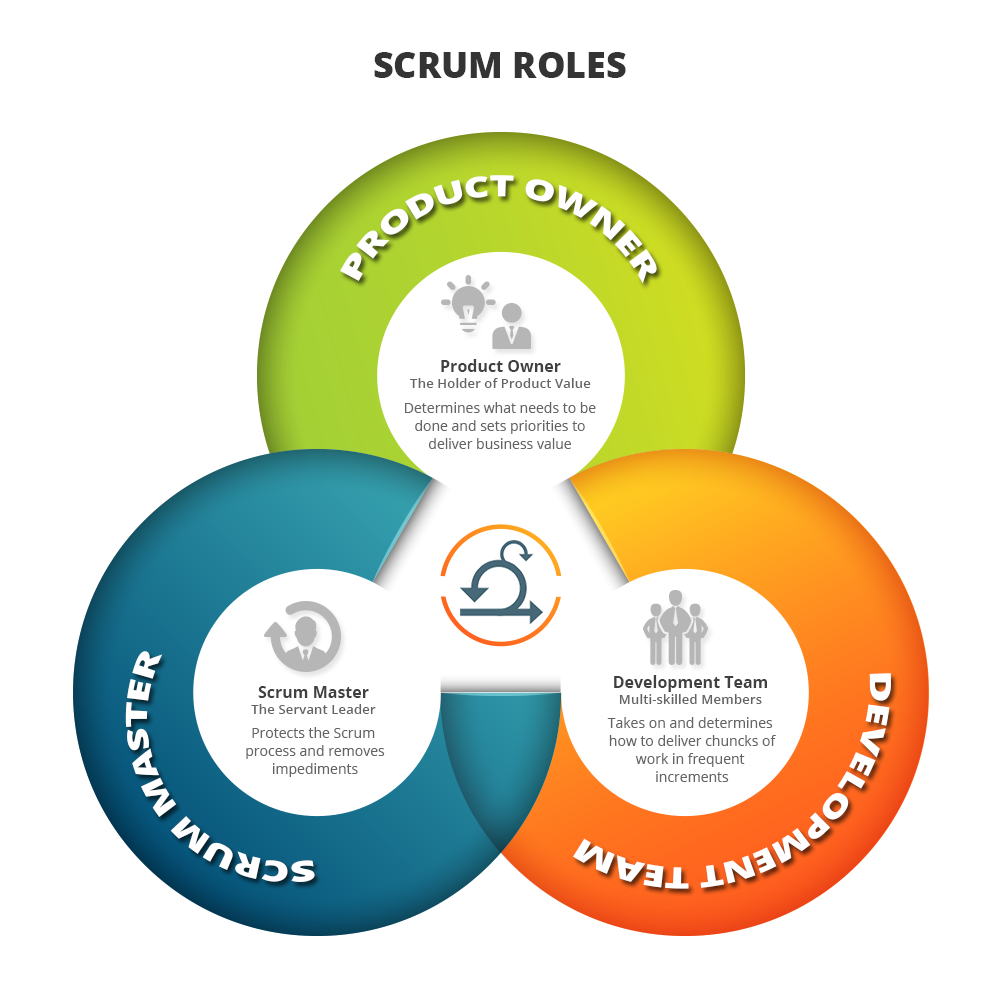 SCRUM ROLES
PRODUCT OWNER
Product Owner
The Holder of Product Value
Determines what needs to be
done and sets priorities to
deliver business value
SCRUM MASTER
Scrum Master
The Servant Leader
Protects the Scrum
process and removes
impediments
DEVELOPMENT TEAM
Development Team
Multi-skilled Members
Takes on and determines
how to deliver chuncks of
work in frequent
increments